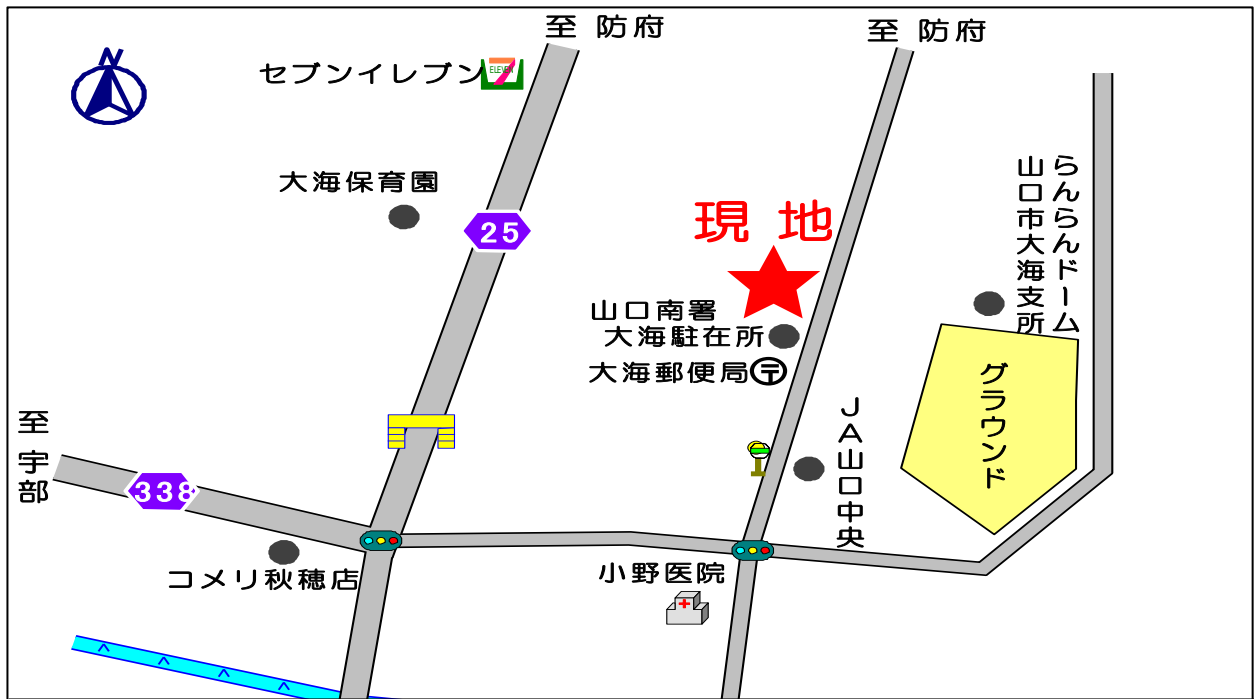 至 防府
至 防府
N
セブンイレブン
7
ELEVEN
大海保育園
25
現 地
らんらんドーム
山口市大海支所
山口南署
大海駐在所
大海郵便局〒
グラウンド
JA山口中央
至 宇部
338
コメリ秋穂店
小野医院